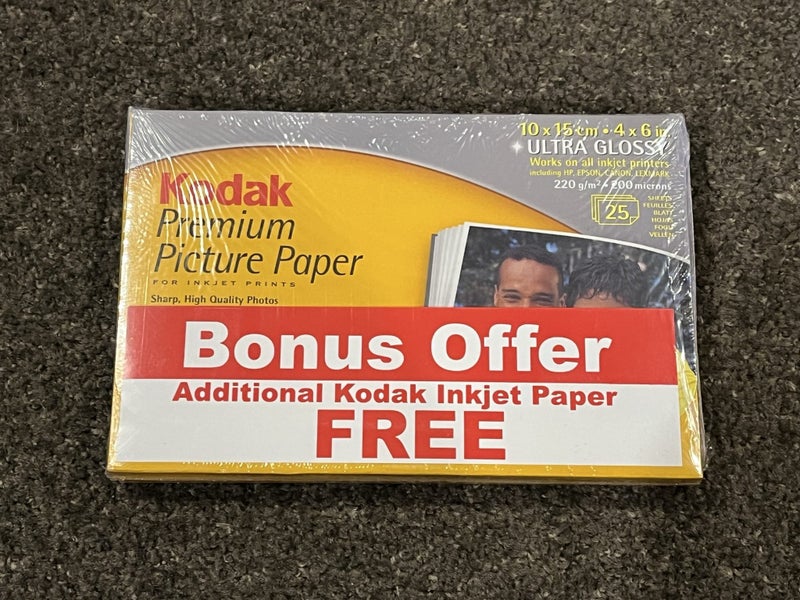 10 x 15 cm • 4 x 6 in.
ULTRA GLOSSY
Works on all inkjet printers
including HP, EPSON, CANON, LEXMARK
220 g/m² • 200 microns
25
SHEETS
FEUILLES
BLATT
HOJAS
FOGLI
VELLEN
Kodak
Premium
Picture Paper
FOR INKJET PRINTS
Sharp, High Quality Photos
Bonus Offer
Additional Kodak Inkjet Paper
FREE